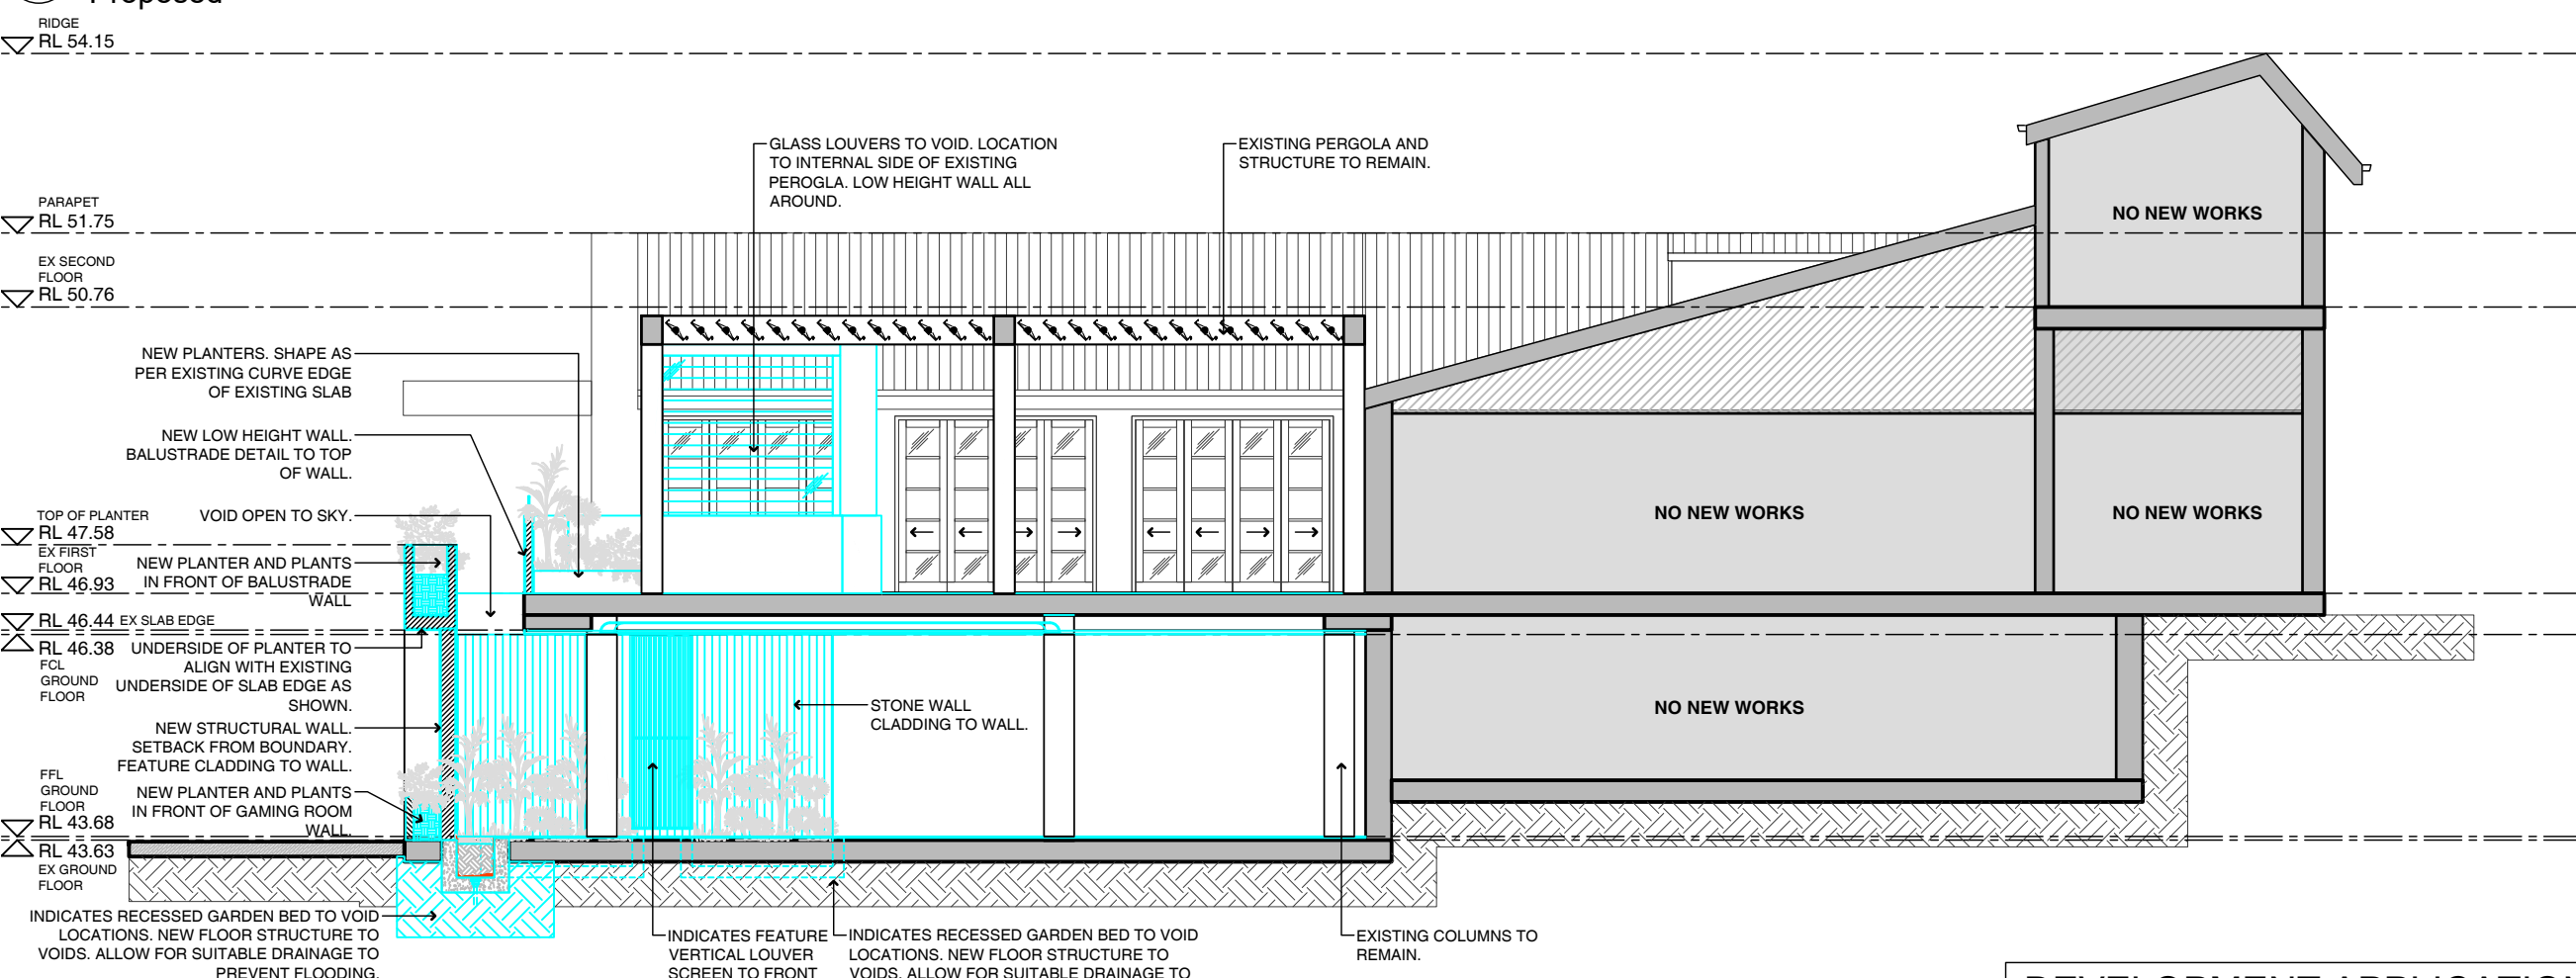 Proposed
RIDGE
RL 54.15
PARAPET
RL 51.75
EX SECOND
FLOOR
RL 50.76
TOP OF PLANTER
RL 47.58
EX FIRST
FLOOR
RL 46.93
RL 46.44 EX SLAB EDGE
RL 46.38
FCL
GROUND
FLOOR
FFL
GROUND
FLOOR
RL 43.68
RL 43.63
EX GROUND
FLOOR
GLASS LOUVERS TO VOID. LOCATION
TO INTERNAL SIDE OF EXISTING
PEROGLA. LOW HEIGHT WALL ALL
AROUND.
EXISTING PERGOLA AND
STRUCTURE TO REMAIN.
NEW PLANTERS. SHAPE AS
PER EXISTING CURVE EDGE
OF EXISTING SLAB
NEW LOW HEIGHT WALL.
BALUSTRADE DETAIL TO TOP
OF WALL.
VOID OPEN TO SKY.
NEW PLANTER AND PLANTS
IN FRONT OF BALUSTRADE
WALL
UNDERSIDE OF PLANTER TO
ALIGN WITH EXISTING
UNDERSIDE OF SLAB EDGE AS
SHOWN.
NEW STRUCTURAL WALL.
SETBACK FROM BOUNDARY.
FEATURE CLADDING TO WALL.
NEW PLANTER AND PLANTS
IN FRONT OF GAMING ROOM
WALL.
STONE WALL
CLADDING TO WALL.
NO NEW WORKS
NO NEW WORKS
NO NEW WORKS
NO NEW WORKS
INDICATES RECESSED GARDEN BED TO VOID
LOCATIONS. NEW FLOOR STRUCTURE TO
VOIDS. ALLOW FOR SUITABLE DRAINAGE TO
PREVENT FLOODING.
INDICATES FEATURE
VERTICAL LOUVER
SCREEN TO FRONT
INDICATES RECESSED GARDEN BED TO VOID
LOCATIONS. NEW FLOOR STRUCTURE TO
VOIDS. ALLOW FOR SUITABLE DRAINAGE TO
EXISTING COLUMNS TO
REMAIN.
DEVELOPMENT APPLICATION